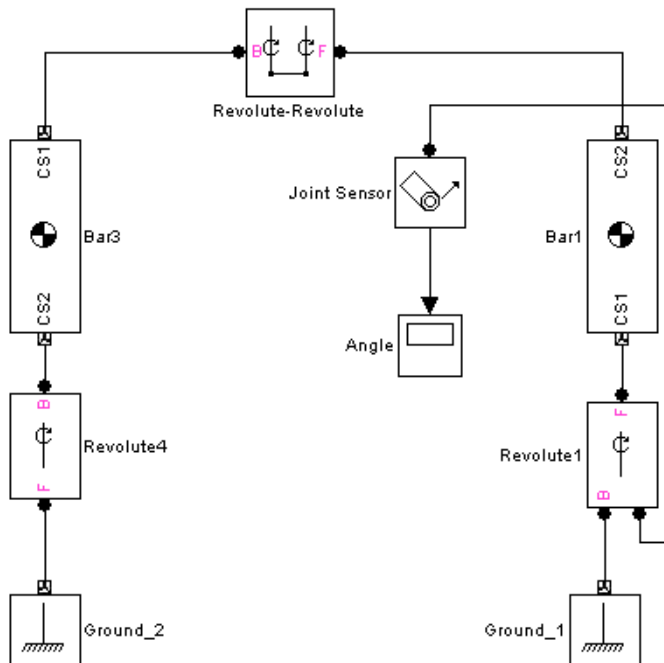 B F
Revolute-Revolute
CS1
Bar3
CS2
Joint Sensor
Angle
CS2
Bar1
CS1
B
Revolute4
F
F
Revolute1
B
Ground_2
Ground_1